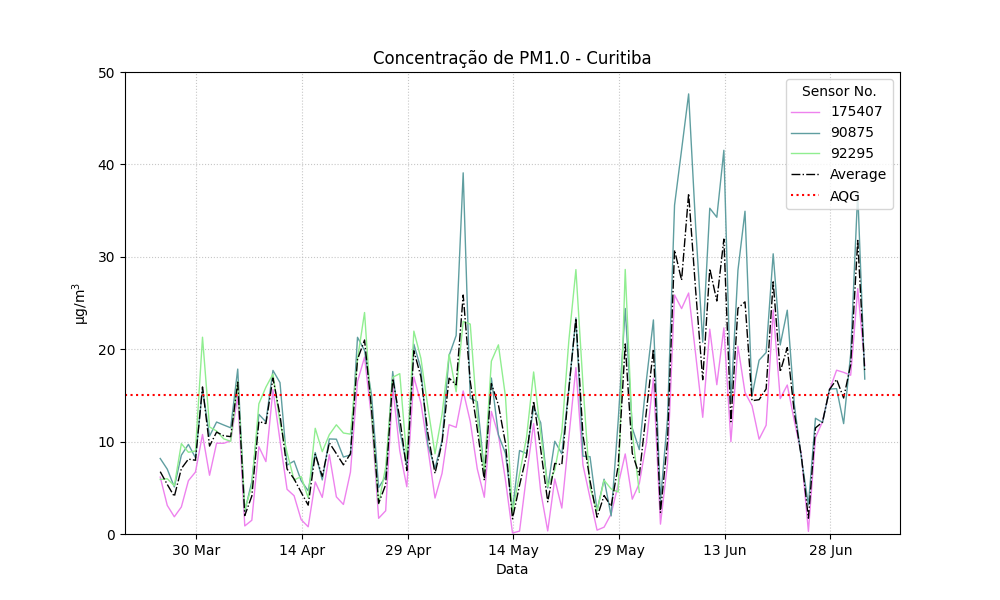 Concentração de PM1.0 - Curitiba
50
40
30
20
10
0
µg/m³
Sensor No.
175407
90875
92295
Average
AQG
30 Mar
14 Apr
29 Apr
14 May
29 May
13 Jun
28 Jun
Data